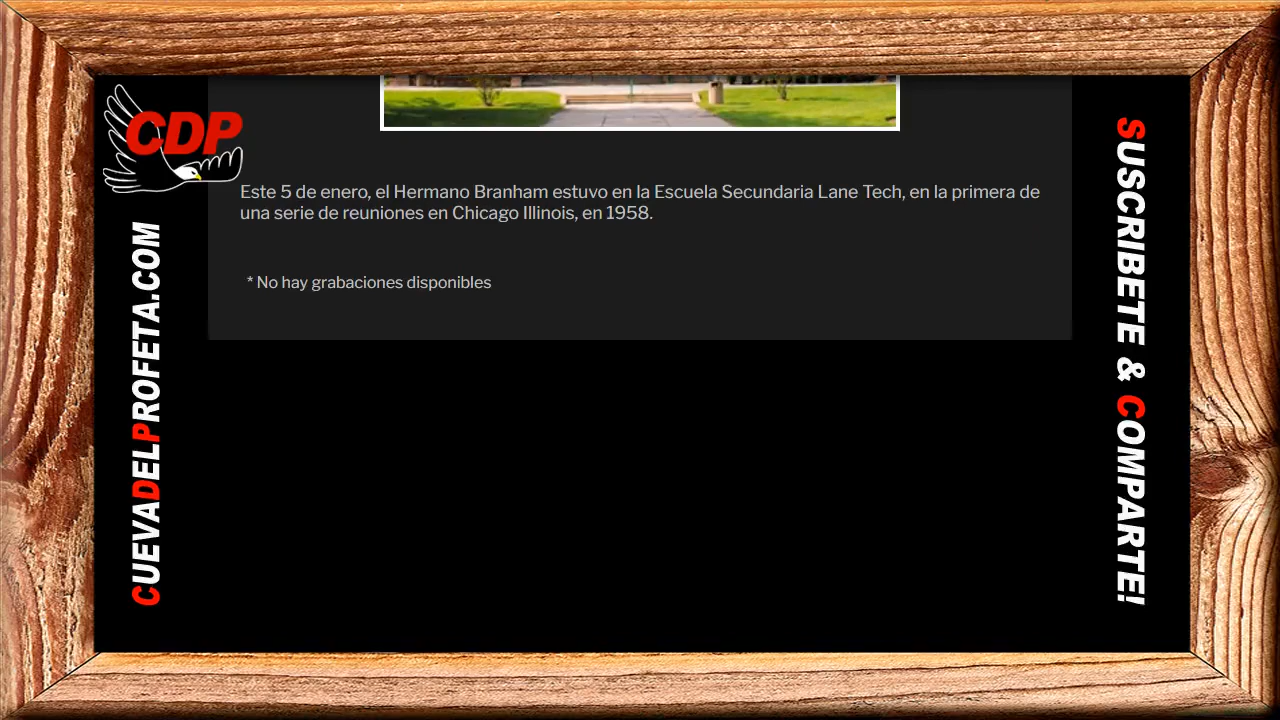 CDP
CUEVADELPROFETA.COM
Este 5 de enero, el Hermano Branham estuvo en la Escuela Secundaria Lane Tech, en la primera de
una serie de reuniones en Chicago Illinois, en 1958.
* No hay grabaciones disponibles
SUSCRIBETE & COMPARTE!